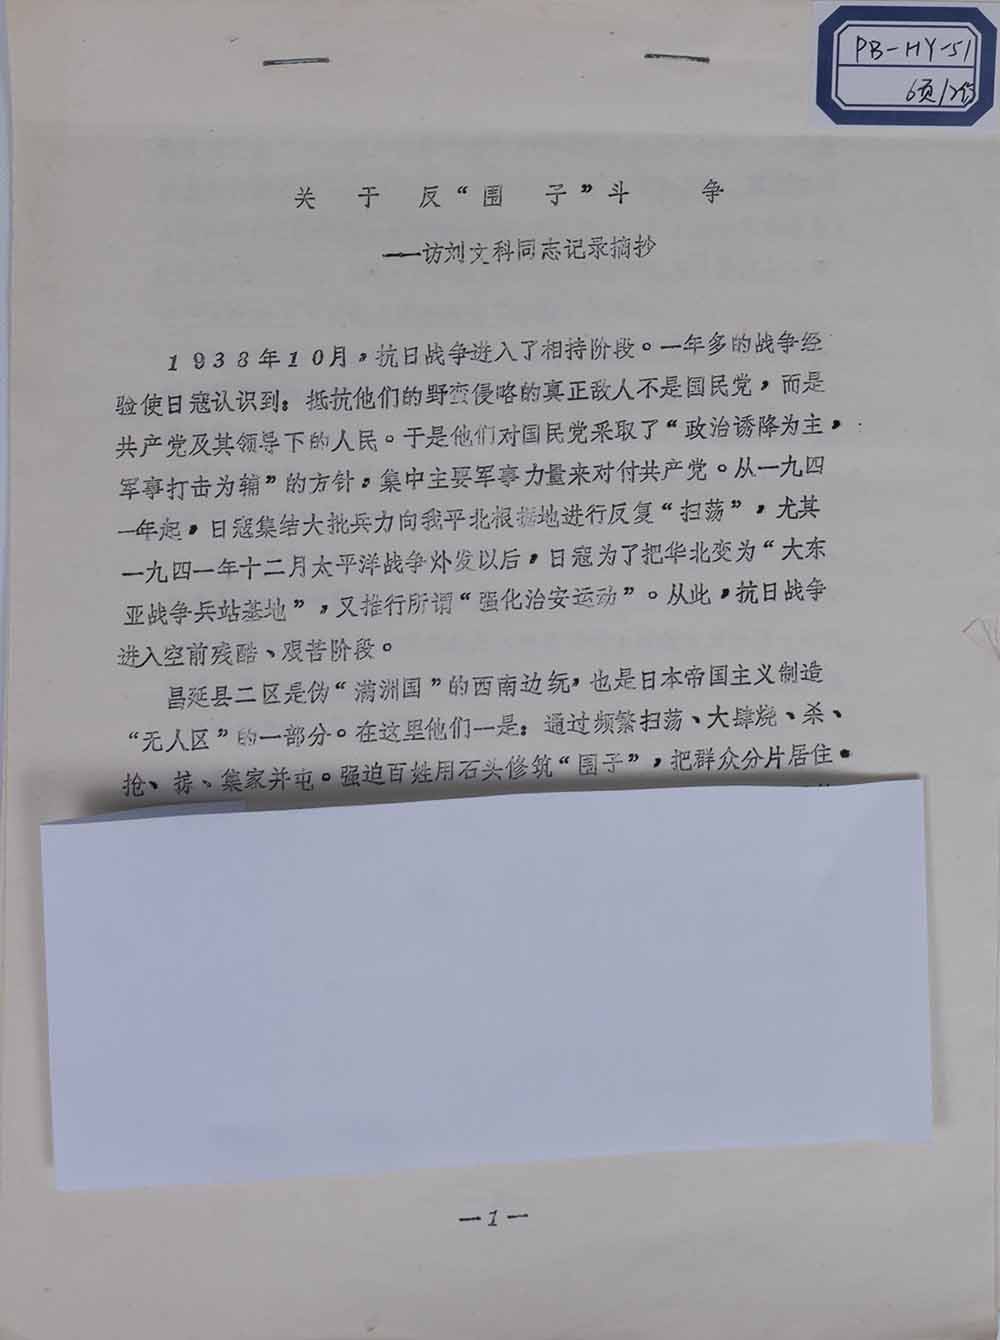 PB-HY-51
6页/2份
关于反“围子”斗争
——访刘文科同志记录摘抄
1938年10月，抗日战争进入了相持阶段。一年多的战争经
验使日寇认识到：抵抗他们的野蛮侵略的真正敌人不是国民党，而是
共产党及其领导下的人民。于是他们对国民党采取了“政治诱降为主，
军事打击为辅”的方针，集中主要军事力量来对付共产党。从一九四
一年起，日寇集结大批兵力向我平北根据地进行反复“扫荡”，尤其
一九四一年十二月太平洋战争外发以后，日寇为了把华北变为“大东
亚战争兵站基地”，又推行所谓“强化治安运动”。从此，抗日战争
进入空前残酷、艰苦阶段。
昌延县二区是伪“满洲国”的西南边纨，也是日本帝国主义制造
“无人区”的一部分。在这里他们一是：通过频繁扫荡、大肆烧、杀、
抢、掠、集家并屯。强迫百姓用石头修筑“围子”，把群众分片居住。
—1—